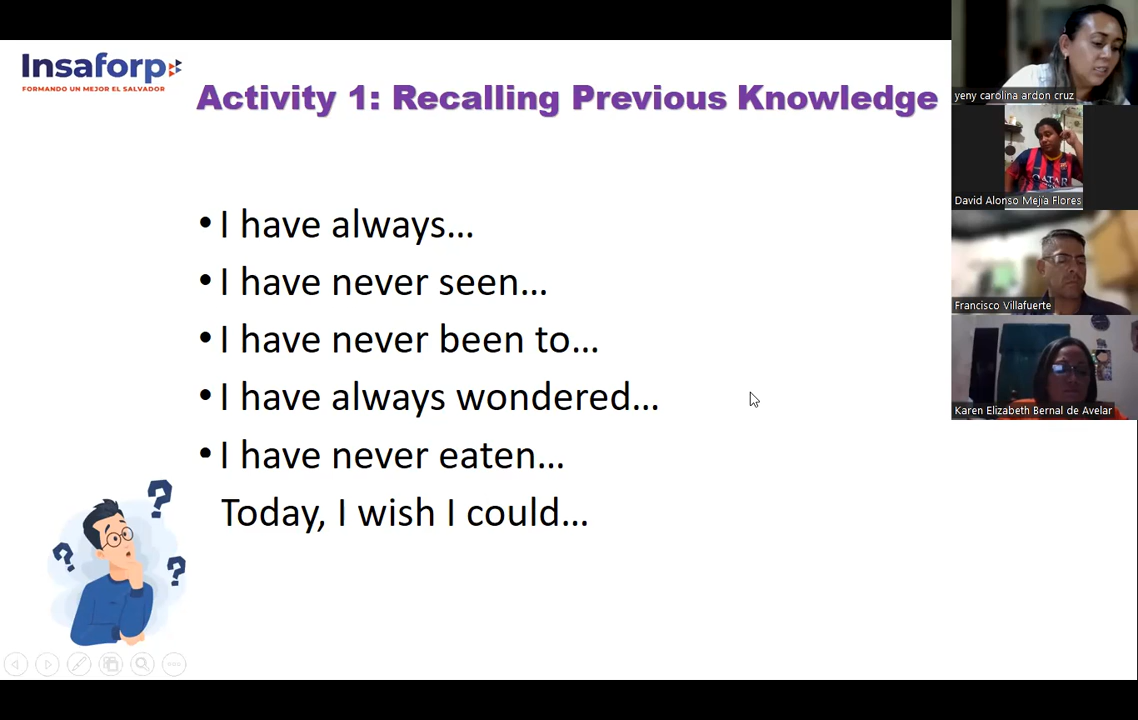 Insaforp
FORMANDO UN MEJOR EL SALVADOR
Activity 1: Recalling Previous Knowledge
•I have always...
•I have never seen...
•I have never been to...
•I have always wondered...
•I have never eaten...
Today, I wish I could...
yeny carolina ardon cruz
QATAR
David Alonso Mejía Flores
Francisco Villafuerte
Karen Elizabeth Bernal de Avelar